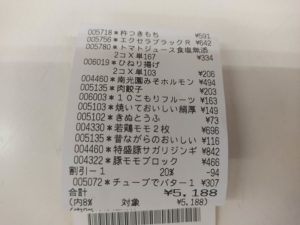 005718*杵つきもち ¥591
005756*エクセラブラックR ¥642
005780*トマトジュース食塩無添
2コX単167 ¥334
006019*ひねり揚げ
2コX単103 ¥206
004460*南光園みそホルモン ¥494
005135*肉餃子 ¥203
006003*10こもりフルーツ ¥163
005103*焼いておいしい絹厚 ¥149
005102*きぬとうふ ¥73
004330*若鶏モモ2枚 ¥696
005135*昔ながらのおいしい ¥116
004460*特盛豚サガリジンギ ¥842
004322*豚モモブロック ¥466
割引-1 20% -94
005072*チューブでバター1 ¥307
合計 ¥5,188
(内8% 対象 ¥5,188)